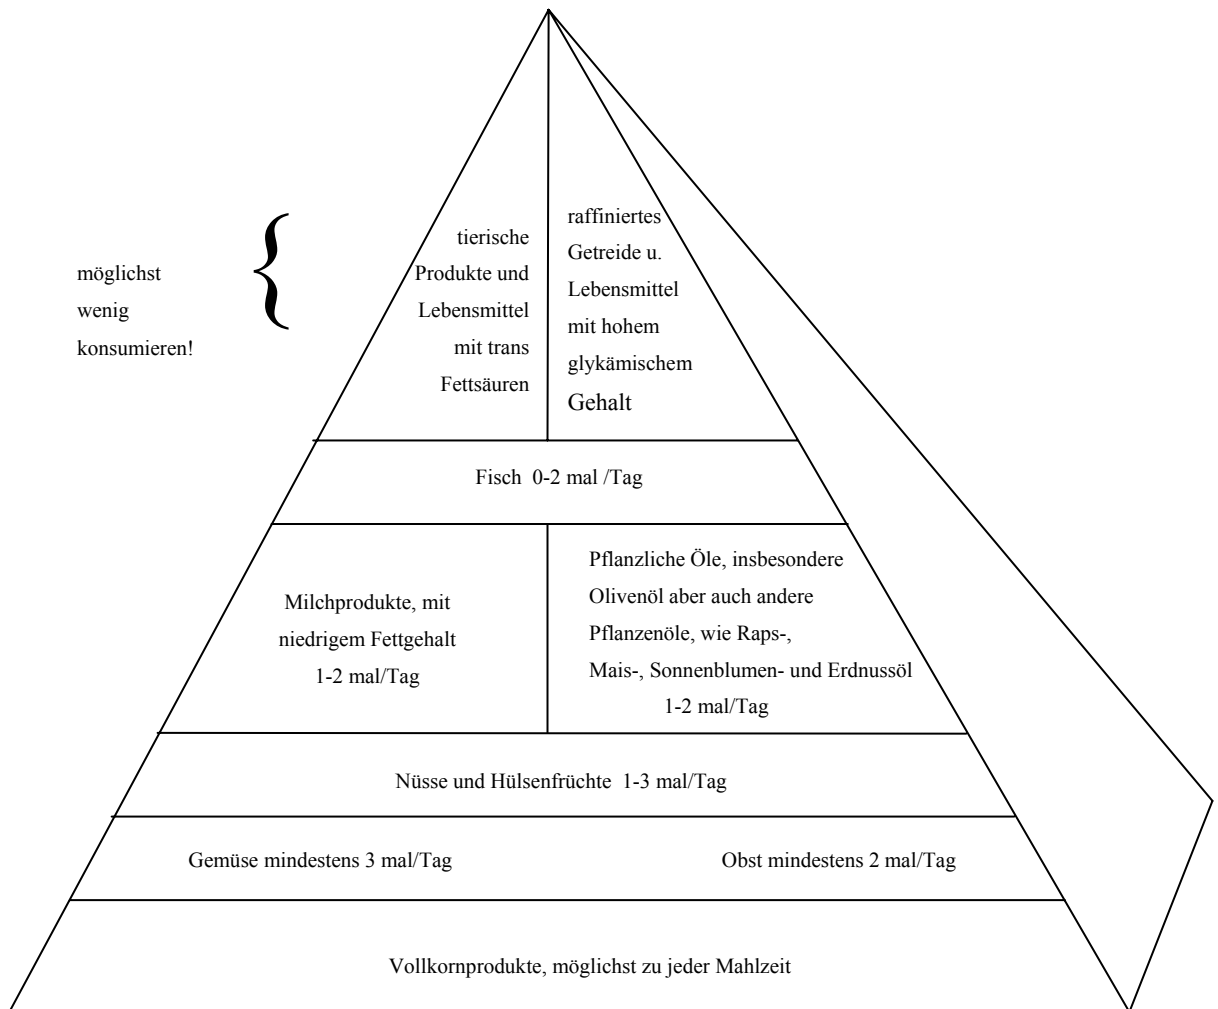 möglichst
wenig
konsumieren!
{
tierische
Produkte und
Lebensmittel
mit trans
Fettsäuren
raffiniertes
Getreide u.
Lebensmittel
mit hohem
glykämischem
Gehalt
Fisch 0-2 mal /Tag
Milchprodukte, mit
niedrigem Fettgehalt
1-2 mal/Tag
Pflanzliche Öle, insbesondere
Olivenöl aber auch andere
Pflanzenöle, wie Raps-,
Mais-, Sonnenblumen- und Erdnussöl
1-2 mal/Tag
Nüsse und Hülsenfrüchte 1-3 mal/Tag
Gemüse mindestens 3 mal/Tag
Obst mindestens 2 mal/Tag
Vollkornprodukte, möglichst zu jeder Mahlzeit